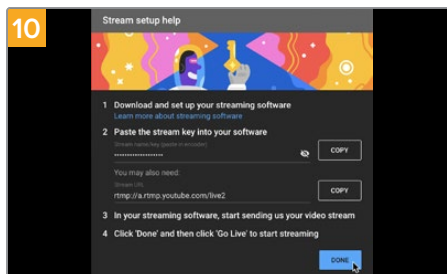 10
Stream setup help
1 Download and set up your streaming software
Learn more about streaming software
2 Paste the stream key into your software
Stream name/key (paste in encoder)
••••••••••••••••••••
COPY
You may also need:
Stream URL
rtmp://a.rtmp.youtube.com/live2
COPY
3 In your streaming software, start sending us your video stream
4 Click 'Done' and then click 'Go Live' to start streaming
DONE